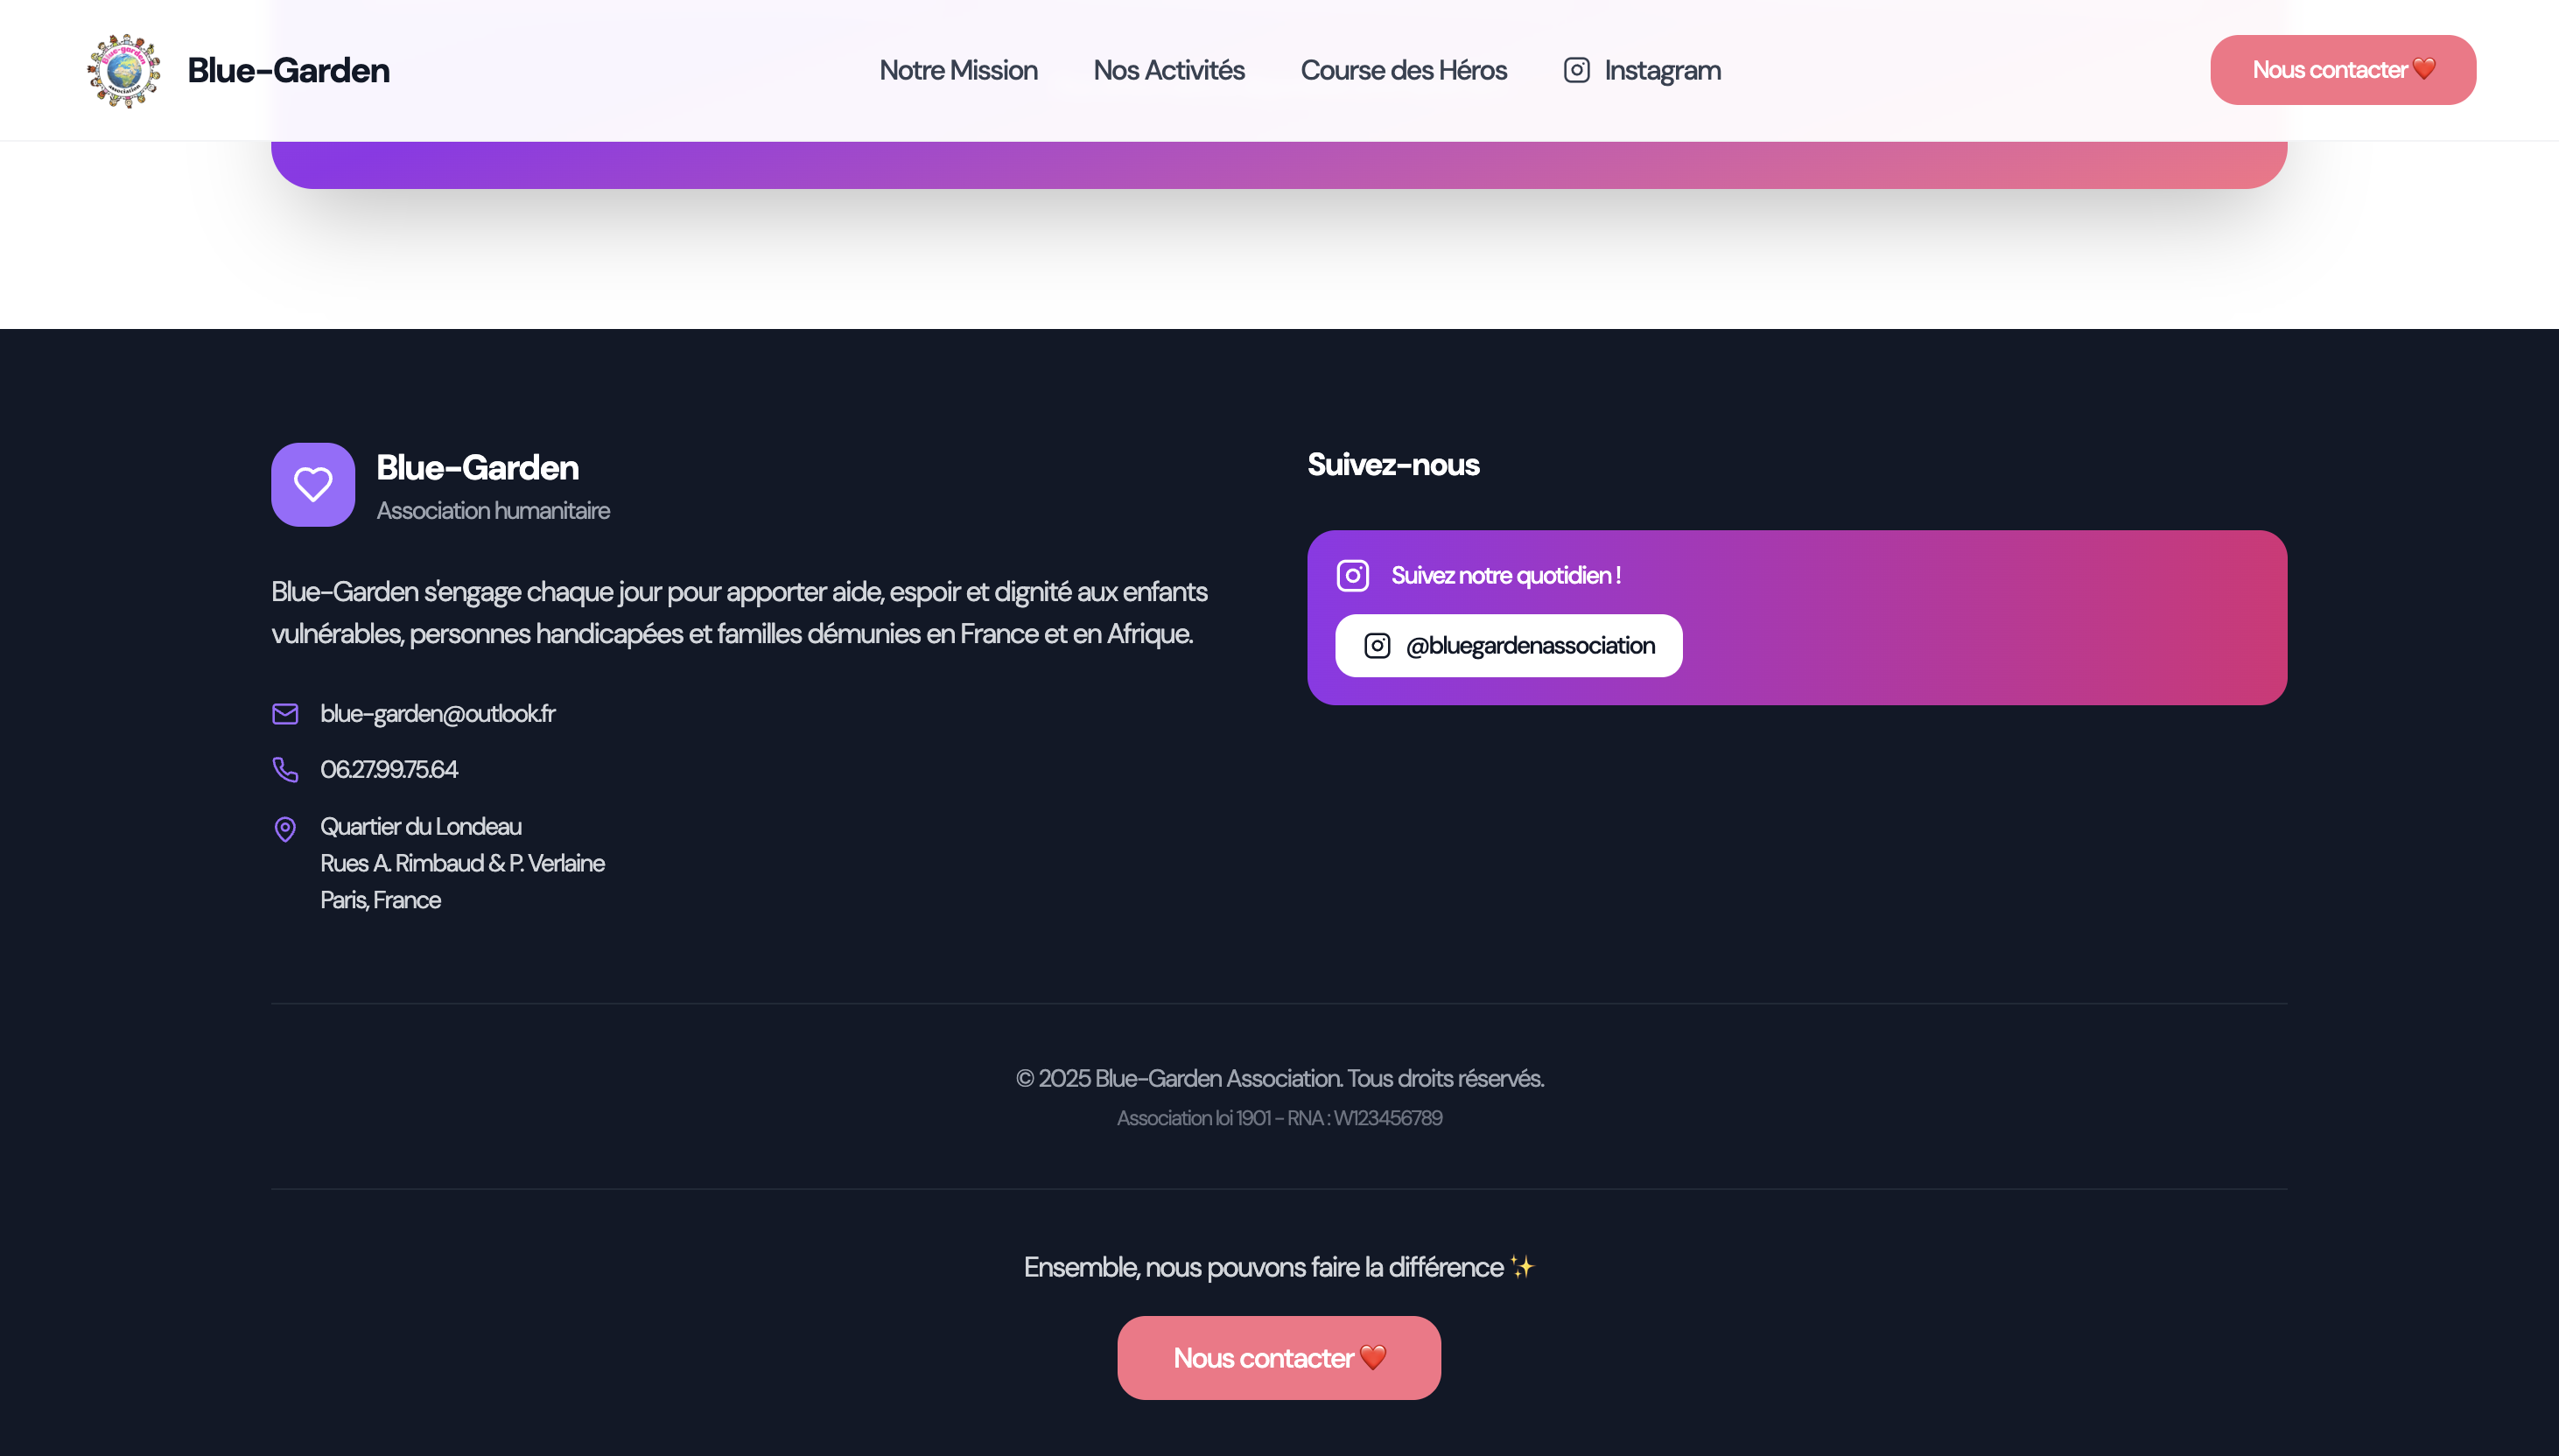 Blue-garden
association
Blue-Garden
Notre Mission
Nos Activités
Course des Héros
Instagram
Nous contacter ❤️
Blue-Garden
Association humanitaire
Blue-Garden s'engage chaque jour pour apporter aide, espoir et dignité aux enfants
vulnérables, personnes handicapées et familles démunies en France et en Afrique.
blue-garden@outlook.fr
06.27.99.75.64
Quartier du Londeau
Rues A. Rimbaud & P. Verlaine
Paris, France
Suivez-nous
Suivez notre quotidien !
@bluegardenassociation
© 2025 Blue-Garden Association. Tous droits réservés.
Association loi 1901 - RNA : W123456789
Ensemble, nous pouvons faire la différence ✨
Nous contacter ❤️